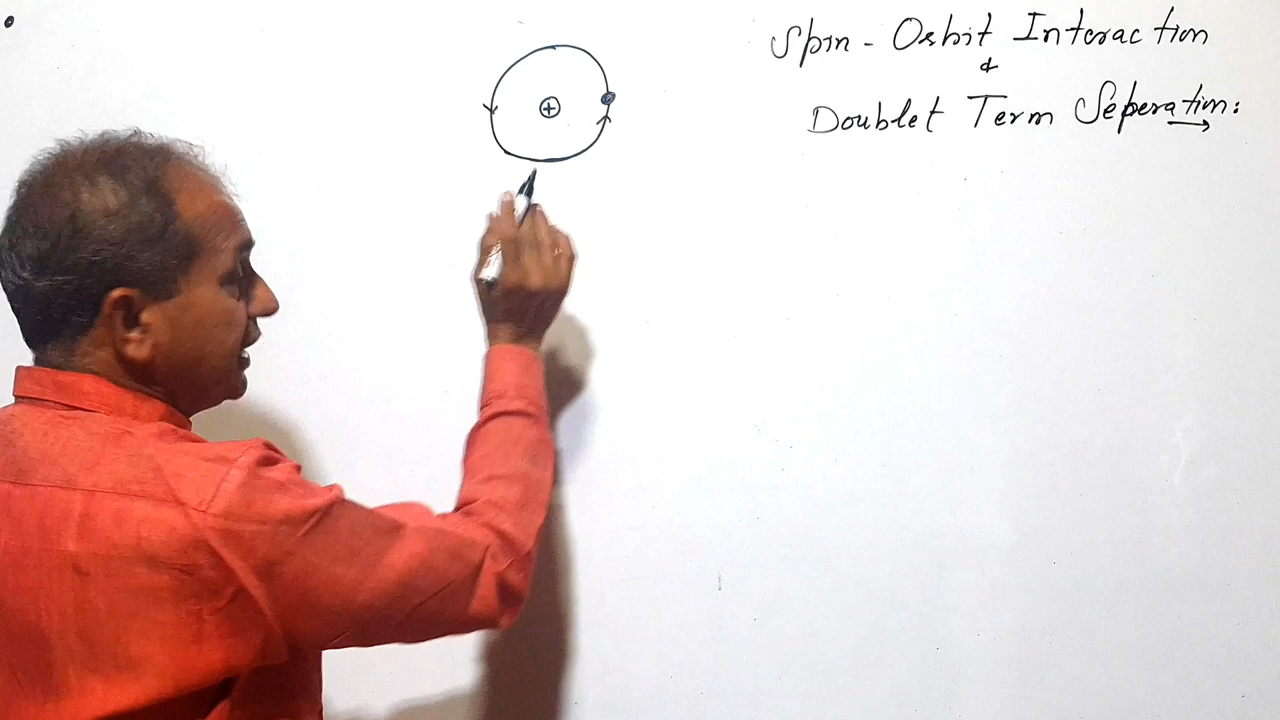 Spin - Orbit Interaction
&
Doublet Term Seperation:
+